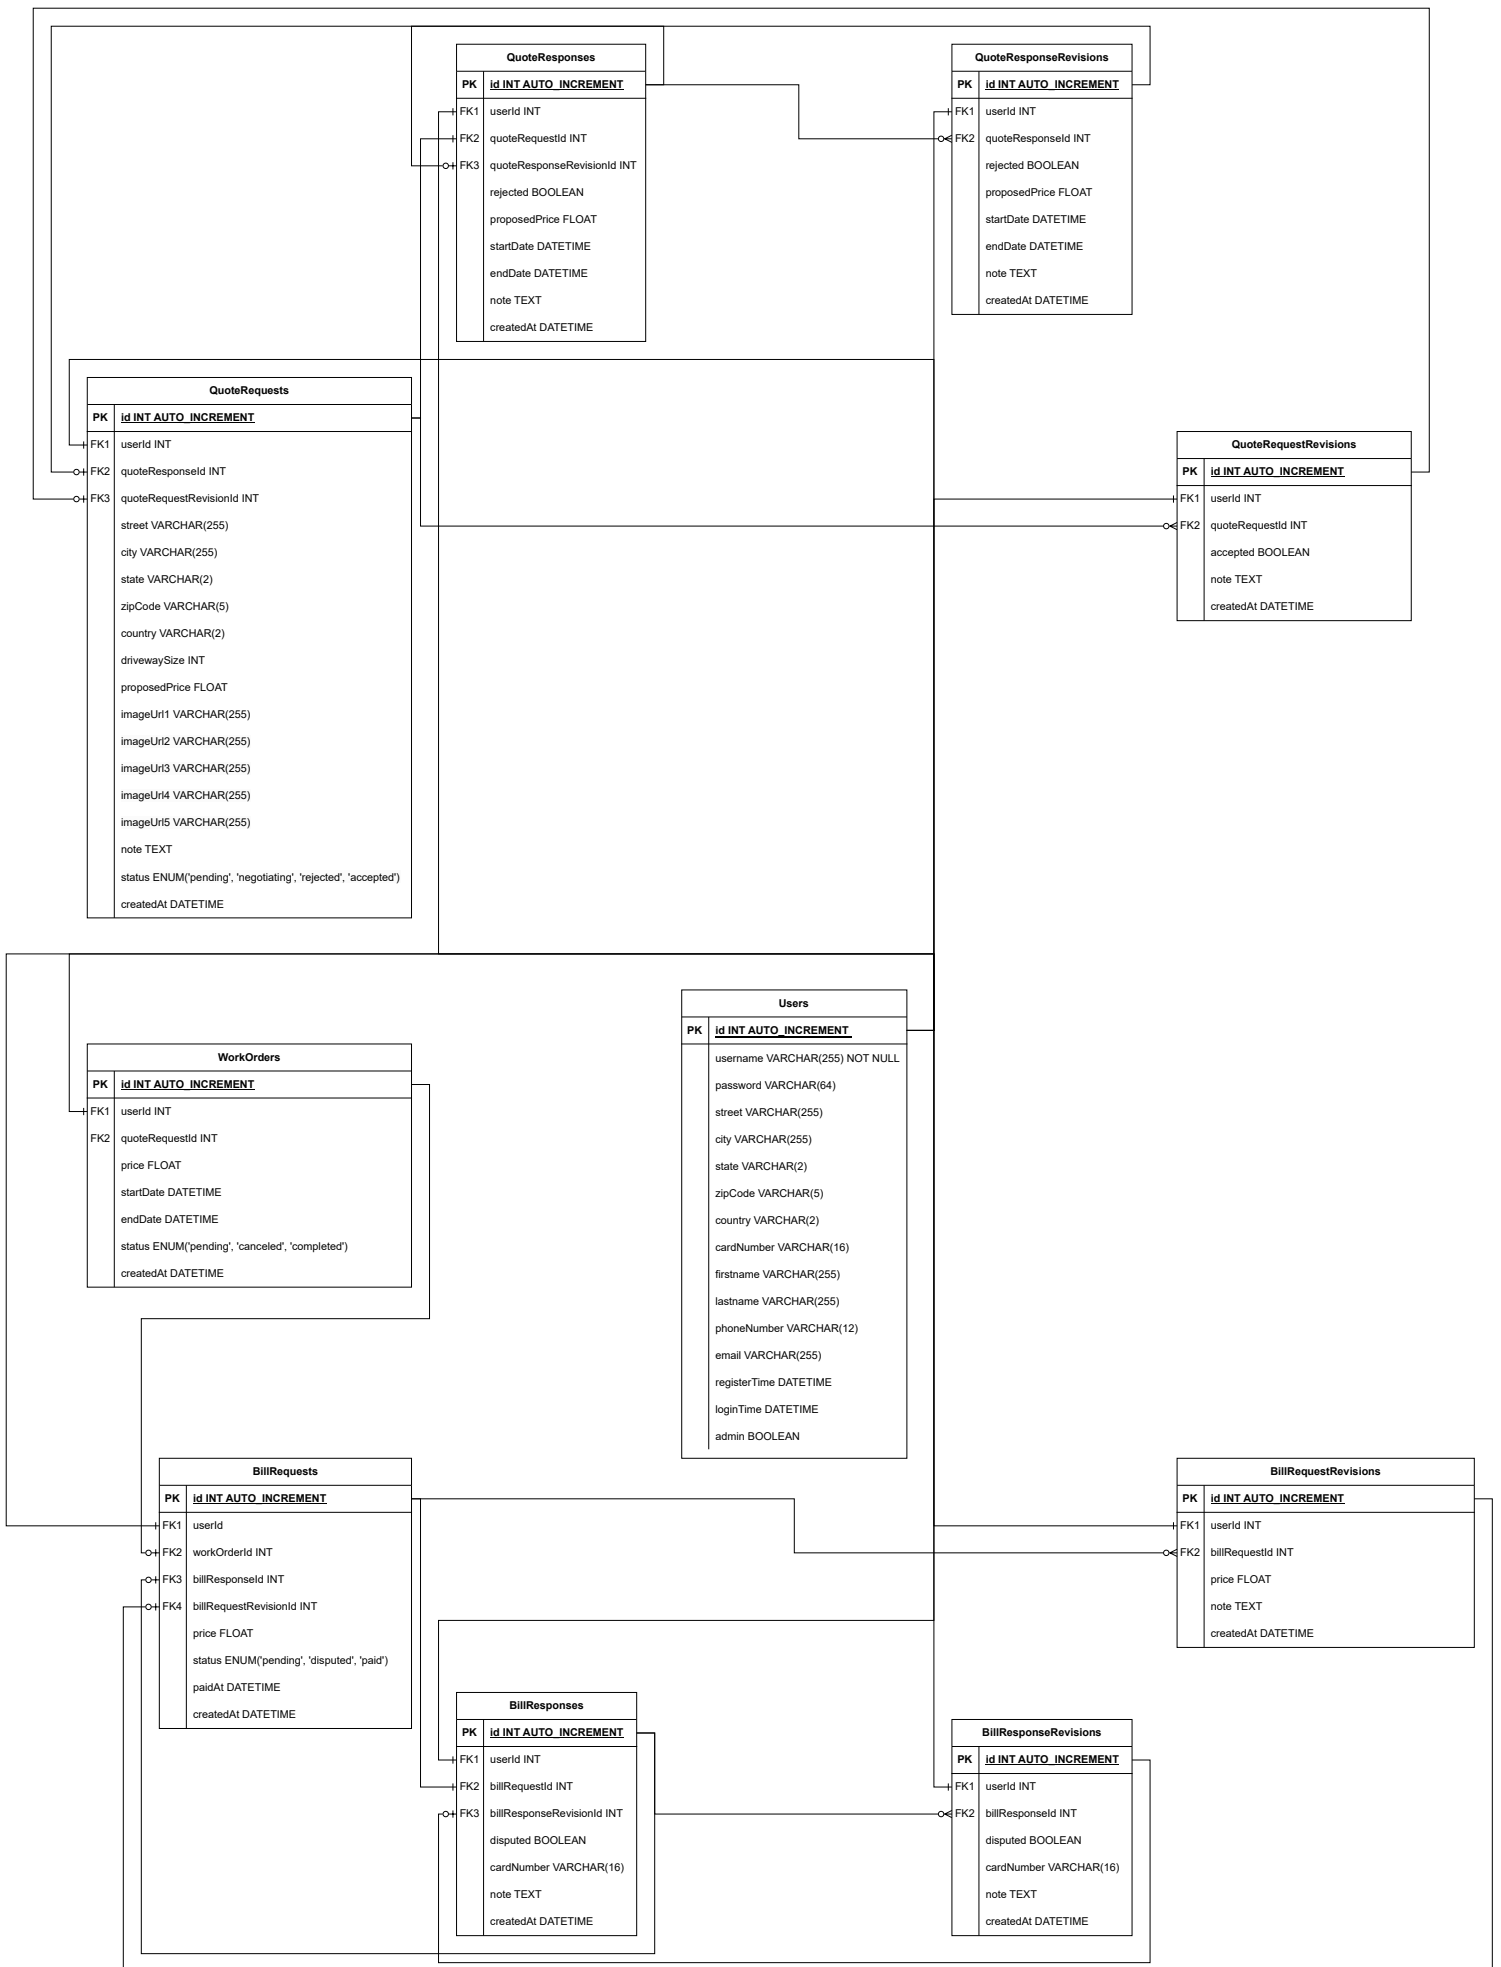 QuoteResponses
PK id INT AUTO_INCREMENT
FK1 userId INT
FK2 quoteRequestId INT
FK3 quoteResponseRevisionId INT
rejected BOOLEAN
proposedPrice FLOAT
startDate DATETIME
endDate DATETIME
note TEXT
createdAt DATETIME
QuoteResponseRevisions
PK id INT AUTO_INCREMENT
FK1 userId INT
FK2 quoteResponseId INT
rejected BOOLEAN
proposedPrice FLOAT
startDate DATETIME
endDate DATETIME
note TEXT
createdAt DATETIME
QuoteRequests
PK id INT AUTO_INCREMENT
FK1 userId INT
FK2 quoteResponseId INT
FK3 quoteRequestRevisionId INT
street VARCHAR(255)
city VARCHAR(255)
state VARCHAR(2)
zipCode VARCHAR(5)
country VARCHAR(2)
drivewaySize INT
proposedPrice FLOAT
imageUrl1 VARCHAR(255)
imageUrl2 VARCHAR(255)
imageUrl3 VARCHAR(255)
imageUrl4 VARCHAR(255)
imageUrl5 VARCHAR(255)
note TEXT
status ENUM('pending', 'negotiating', 'rejected', 'accepted')
createdAt DATETIME
QuoteRequestRevisions
PK id INT AUTO_INCREMENT
FK1 userId INT
FK2 quoteRequestId INT
accepted BOOLEAN
note TEXT
createdAt DATETIME
Users
PK id INT AUTO_INCREMENT
username VARCHAR(255) NOT NULL
password VARCHAR(64)
street VARCHAR(255)
city VARCHAR(255)
state VARCHAR(2)
zipCode VARCHAR(5)
country VARCHAR(2)
cardNumber VARCHAR(16)
firstname VARCHAR(255)
lastname VARCHAR(255)
phoneNumber VARCHAR(12)
email VARCHAR(255)
registerTime DATETIME
loginTime DATETIME
admin BOOLEAN
WorkOrders
PK id INT AUTO_INCREMENT
FK1 userId INT
FK2 quoteRequestId INT
price FLOAT
startDate DATETIME
endDate DATETIME
status ENUM('pending', 'canceled', 'completed')
createdAt DATETIME
BillRequests
PK id INT AUTO_INCREMENT
FK1 userId
FK2 workOrderId INT
FK3 billResponseId INT
FK4 billRequestRevisionId INT
price FLOAT
status ENUM('pending', 'disputed', 'paid')
paidAt DATETIME
createdAt DATETIME
BillRequestRevisions
PK id INT AUTO_INCREMENT
FK1 userId INT
FK2 billRequestId INT
price FLOAT
note TEXT
createdAt DATETIME
BillResponses
PK id INT AUTO_INCREMENT
FK1 userId INT
FK2 billRequestId INT
FK3 billResponseRevisionId INT
disputed BOOLEAN
cardNumber VARCHAR(16)
note TEXT
createdAt DATETIME
BillResponseRevisions
PK id INT AUTO_INCREMENT
FK1 userId INT
FK2 billResponseId INT
disputed BOOLEAN
cardNumber VARCHAR(16)
note TEXT
createdAt DATETIME